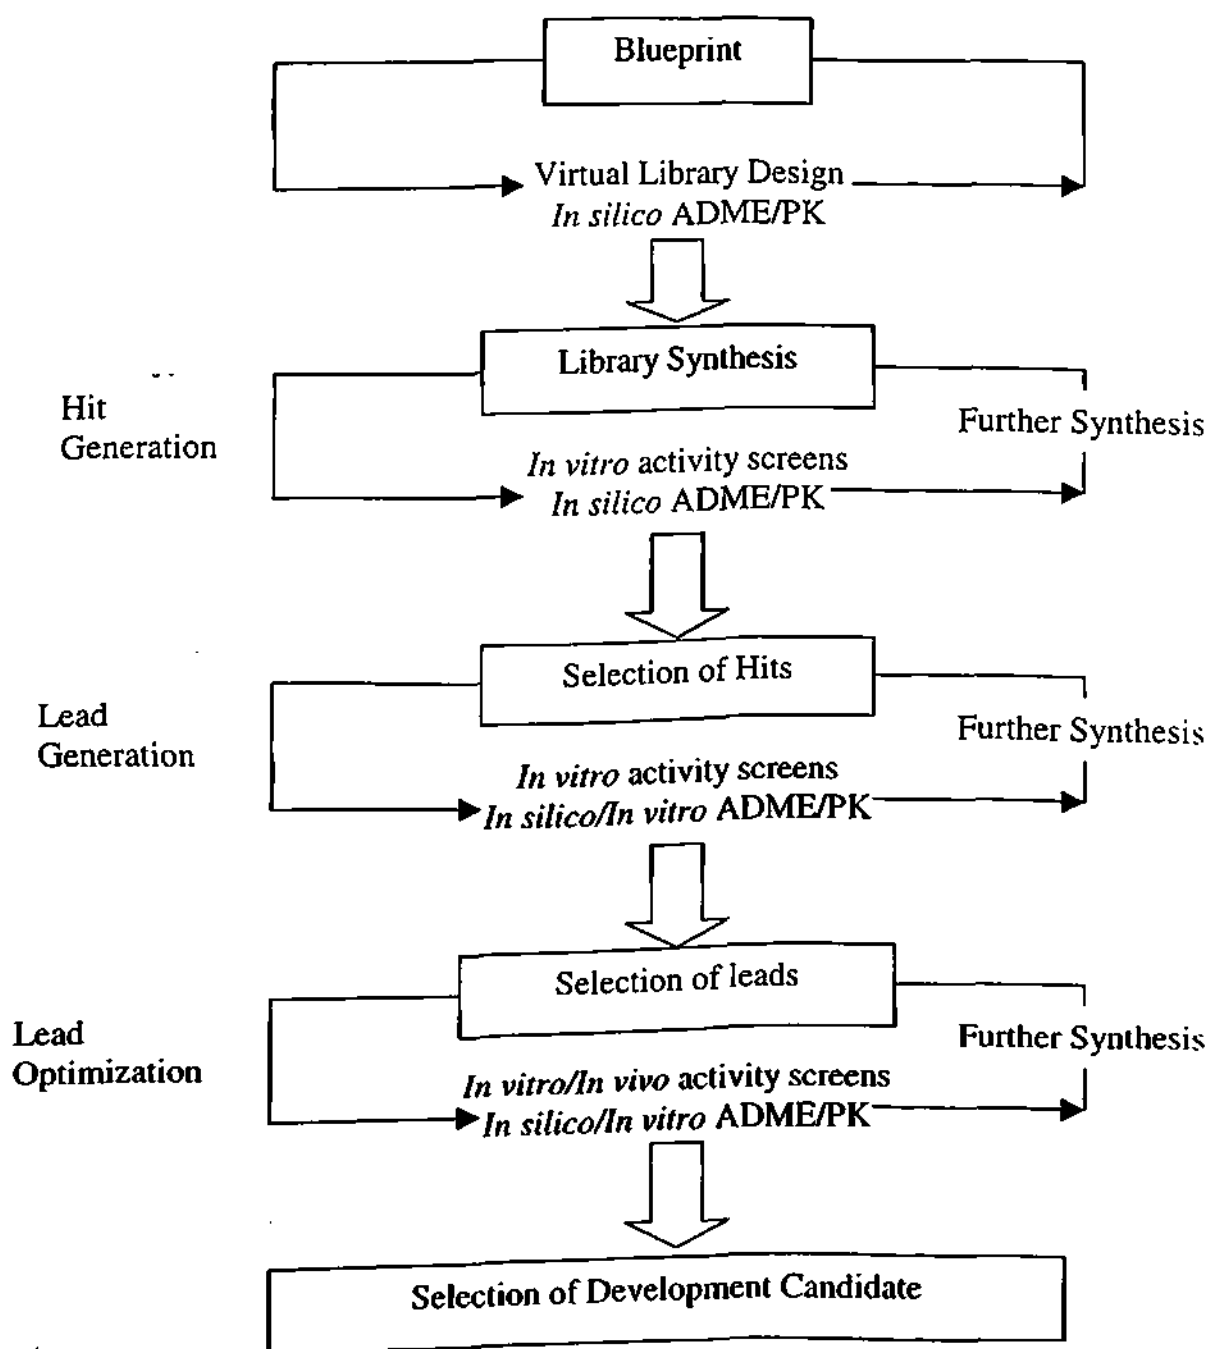 Blueprint
Virtual Library Design
In silico ADME/PK
Library Synthesis
Hit
Generation
Further Synthesis
In vitro activity screens
In silico ADME/PK
Selection of Hits
Lead
Generation
Further Synthesis
In vitro activity screens
In silico/In vitro ADME/PK
Selection of leads
Lead
Optimization
Further Synthesis
In vitro/In vivo activity screens
In silico/In vitro ADME/PK
Selection of Development Candidate